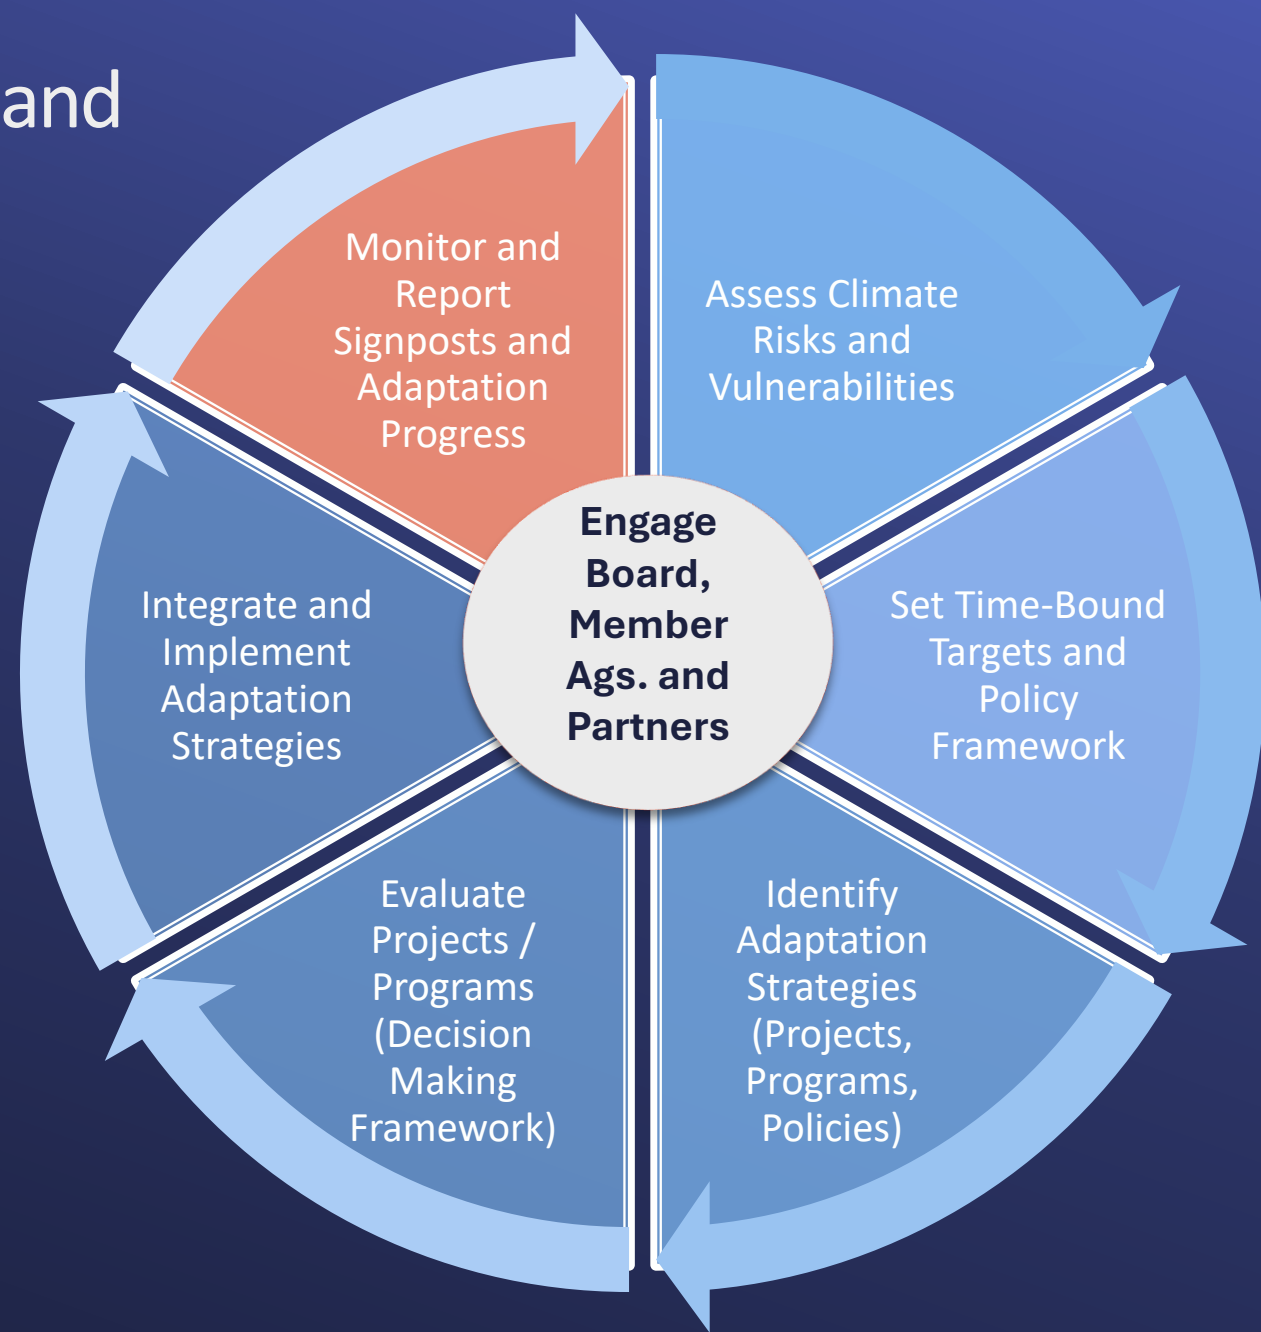 and
Assess Climate
Risks and
Vulnerabilities
Set Time-Bound
Targets and
Policy
Framework
Identify
Adaptation
Strategies
(Projects,
Programs,
Policies)
Evaluate
Projects /
Programs
(Decision
Making
Framework)
Integrate and
Implement
Adaptation
Strategies
Monitor and
Report
Signposts and
Adaptation
Progress
Engage
Board,
Member
Ags. and
Partners